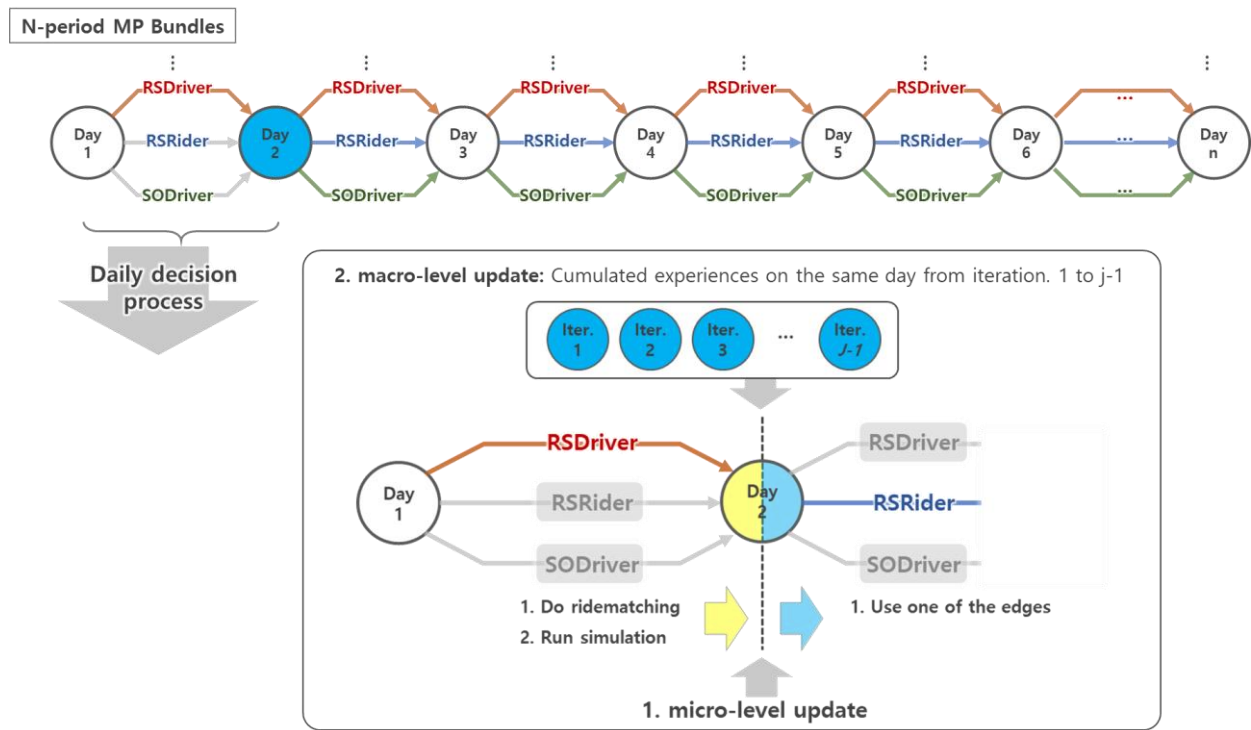 N-period MP Bundles
⋮ ⋮ ⋮ ⋮ ⋮ ⋮
RSDriver RSDriver RSDriver RSDriver RSDriver ...
Day 1 RSRider Day 2 RSRider Day 3 RSRider Day 4 RSRider Day 5 RSRider Day 6 ... Day n
SODriver SODriver SODriver SODriver SODriver ...
Daily decision
process
2. macro-level update: Cumulated experiences on the same day from iteration. 1 to j-1
Iter. 1 Iter. 2 Iter. 3 ... Iter. J-1
RSDriver RSDriver
Day 1 RSRider Day 2 RSRider
SODriver SODriver
1. Do ridematching 1. Use one of the edges
2. Run simulation
1. micro-level update